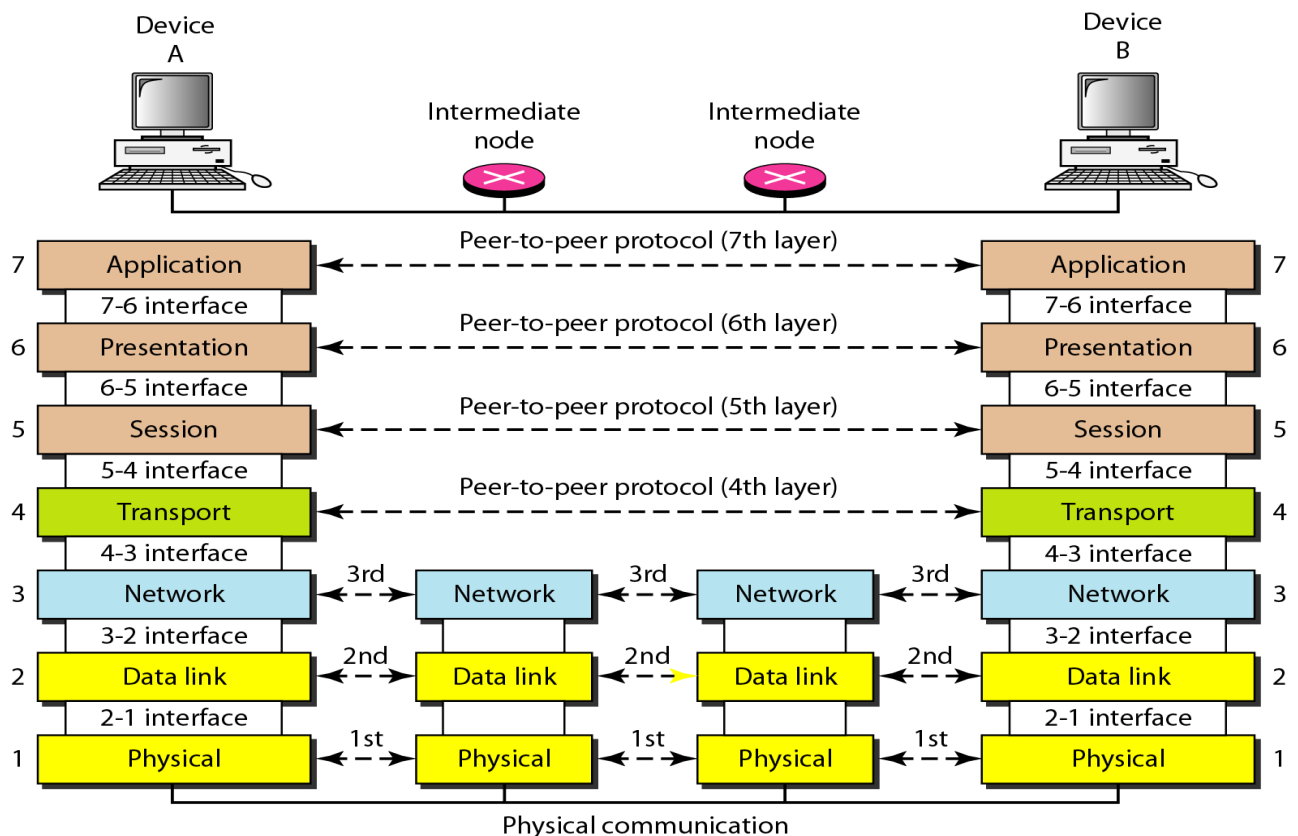 Device
A
Device
B
Intermediate
node
Intermediate
node
Peer-to-peer protocol (7th layer)
7 Application Application 7
7-6 interface 7-6 interface
Peer-to-peer protocol (6th layer)
6 Presentation Presentation 6
6-5 interface 6-5 interface
Peer-to-peer protocol (5th layer)
5 Session Session 5
5-4 interface 5-4 interface
Peer-to-peer protocol (4th layer)
4 Transport Transport 4
4-3 interface 4-3 interface
3 Network 3rd Network 3rd Network 3rd Network 3
3-2 interface 3-2 interface
2 Data link 2nd Data link 2nd Data link 2nd Data link 2
2-1 interface 2-1 interface
1 Physical 1st Physical 1st Physical 1st Physical 1
Physical communication